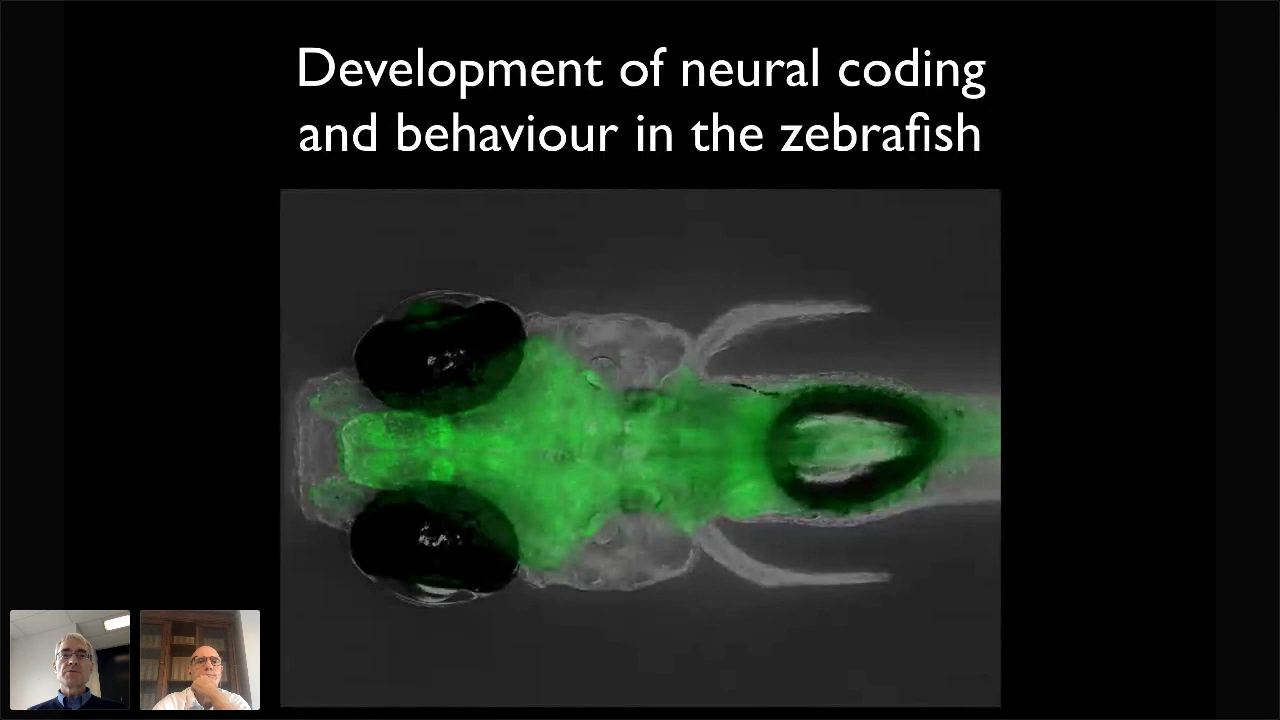 Development of neural coding
and behaviour in the zebrafish